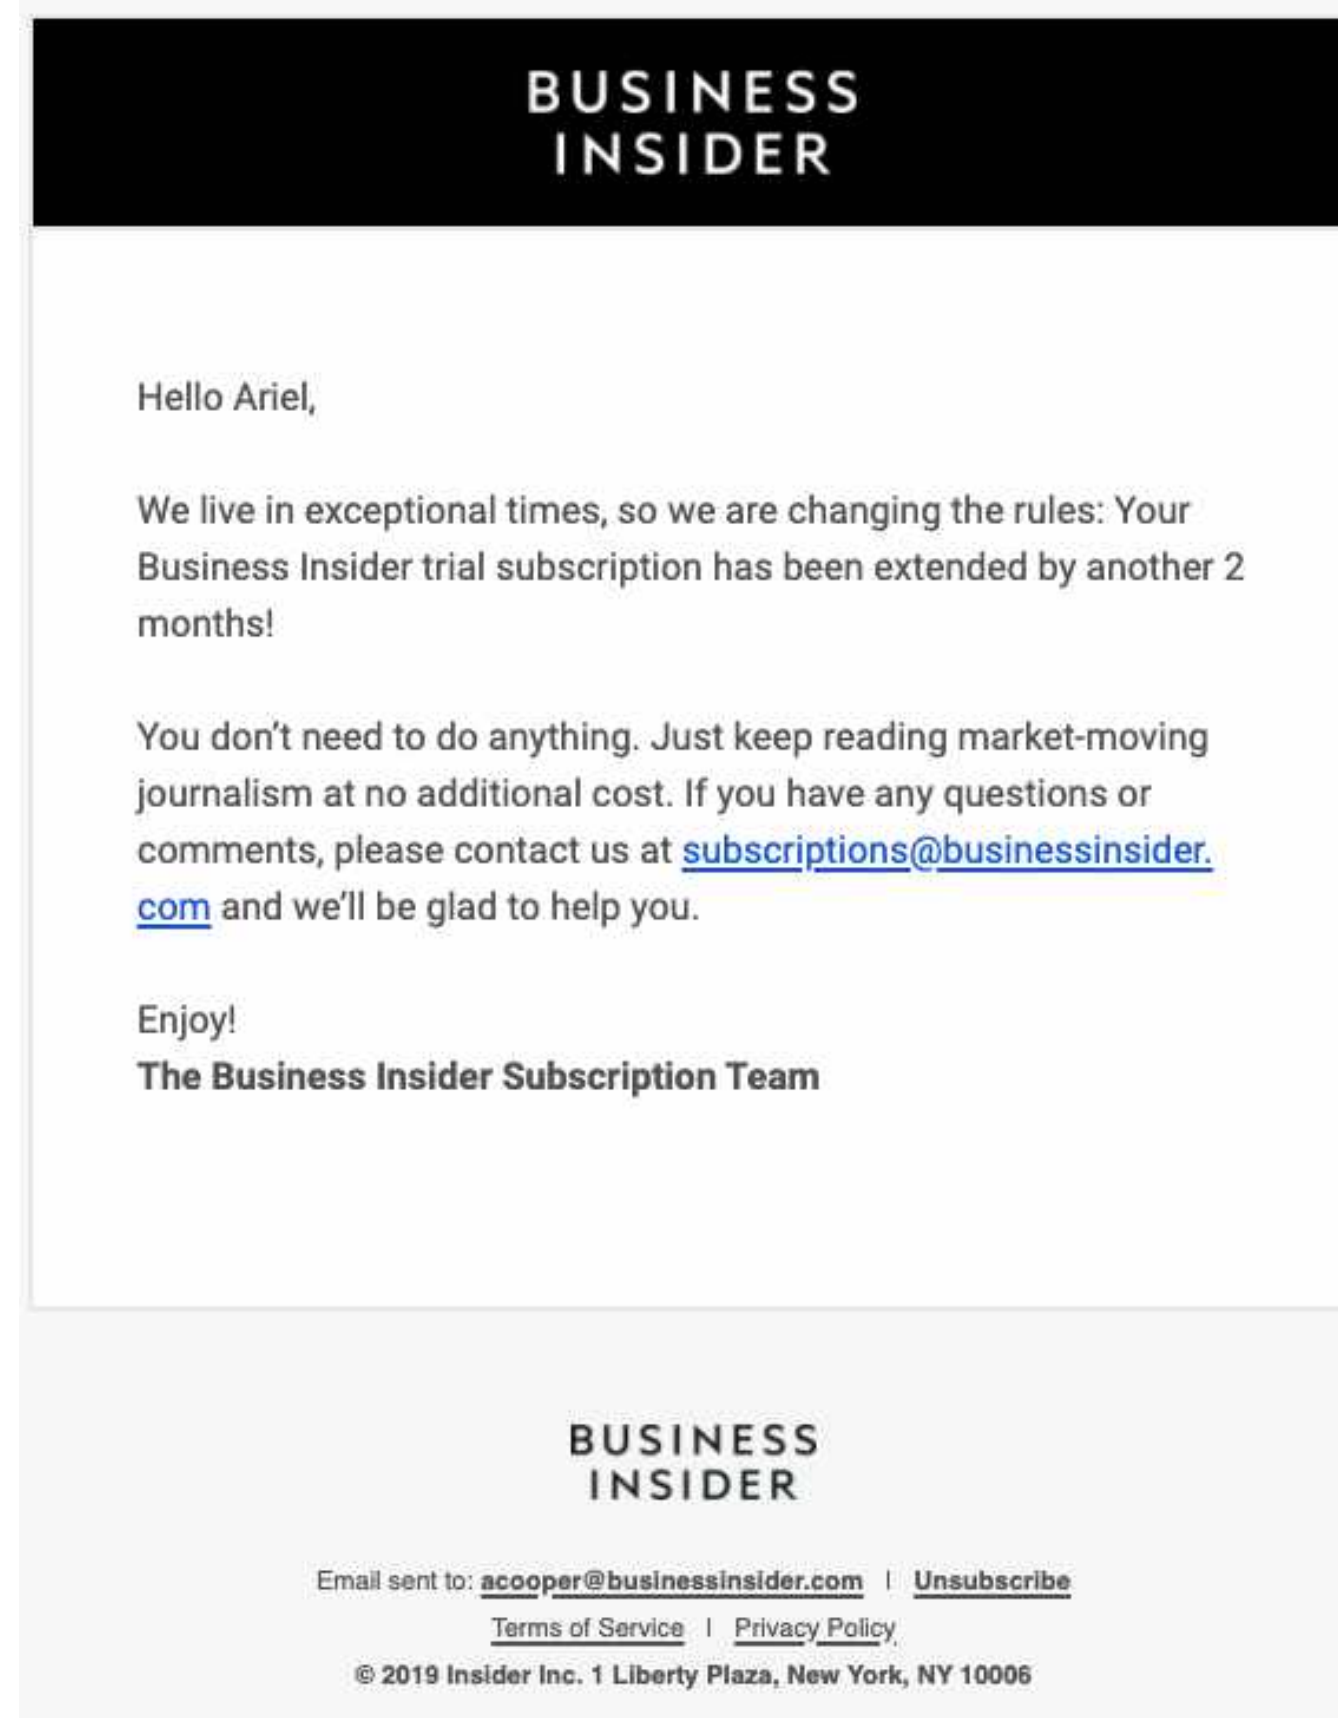 BUSINESS
INSIDER
Hello Ariel,
We live in exceptional times, so we are changing the rules: Your
Business Insider trial subscription has been extended by another 2
months!
You don’t need to do anything. Just keep reading market-moving
journalism at no additional cost. If you have any questions or
comments, please contact us at subscriptions@businessinsider.
com and we’ll be glad to help you.
Enjoy!
The Business Insider Subscription Team
BUSINESS
INSIDER
Email sent to: acooper@businessinsider.com | Unsubscribe
Terms of Service | Privacy Policy
© 2019 Insider Inc. 1 Liberty Plaza, New York, NY 10006